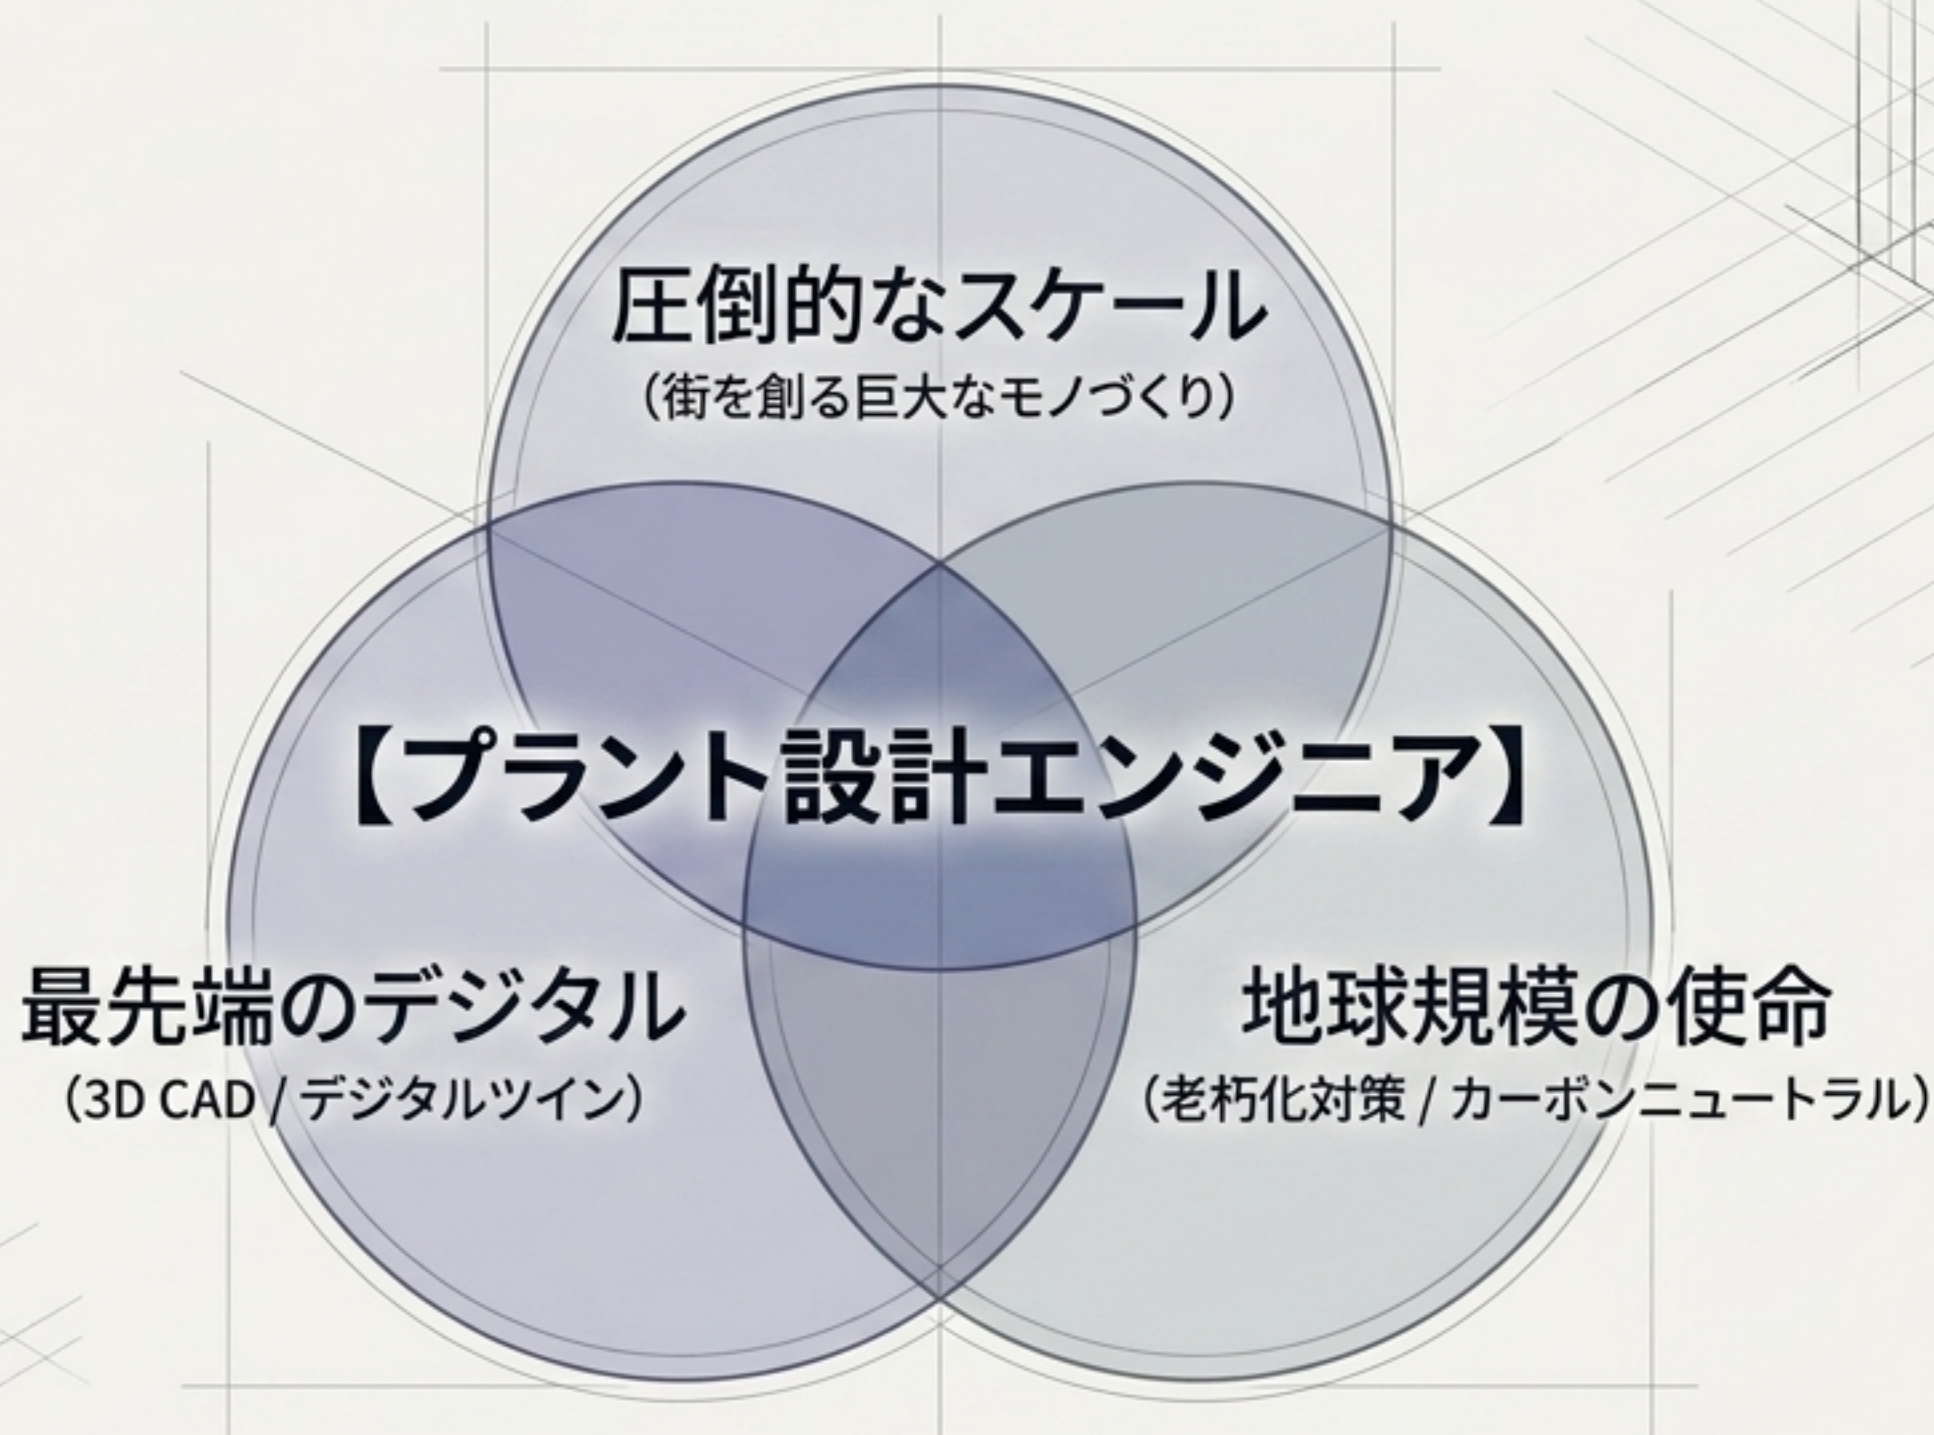 圧倒的なスケール
（街を創る巨大なモノづくり）
【プラント設計エンジニア】
最先端のデジタル
（3D CAD / デジタルツイン）
地球規模の使命
（老朽化対策 / カーボンニュートラル）